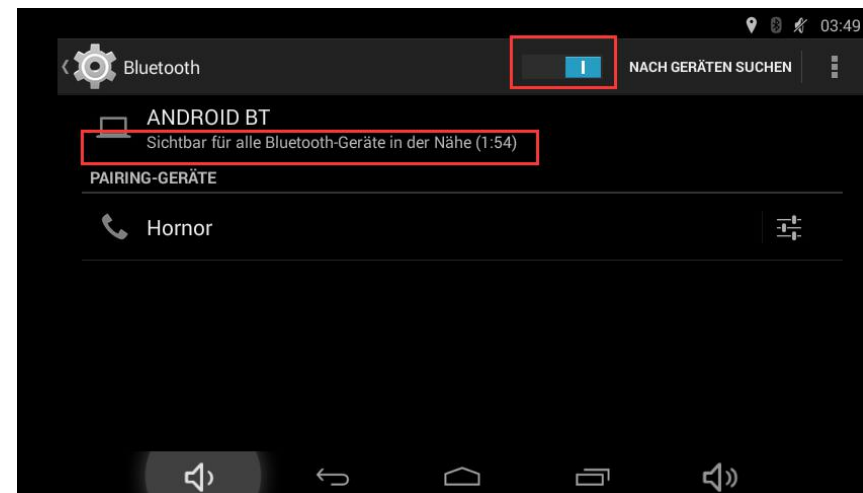 03:49
Bluetooth
NACH GERÄTEN SUCHEN
ANDROID BT
Sichtbar für alle Bluetooth-Geräte in der Nähe (1:54)
PAIRING-GERÄTE
Hornor